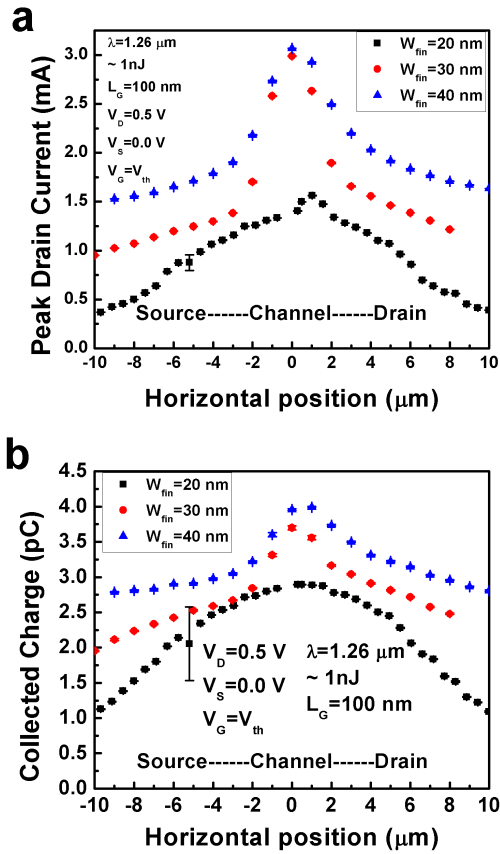 a
Peak Drain Current (mA)
3.0
2.5
2.0
1.5
1.0
0.5
0.0
λ=1.26 μm
~ 1nJ
L_G=100 nm
V_D=0.5 V
V_S=0.0 V
V_G=V_th
W_fin=20 nm
W_fin=30 nm
W_fin=40 nm
Source------Channel------Drain
-10 -8 -6 -4 -2 0 2 4 6 8 10
Horizontal position (μm)
b
Collected Charge (pC)
4.5
4.0
3.5
3.0
2.5
2.0
1.5
1.0
0.5
0.0
W_fin=20 nm
W_fin=30 nm
W_fin=40 nm
V_D=0.5 V
V_S=0.0 V
V_G=V_th
λ=1.26 μm
~ 1nJ
L_G=100 nm
Source------Channel------Drain
-10 -8 -6 -4 -2 0 2 4 6 8 10
Horizontal position (μm)